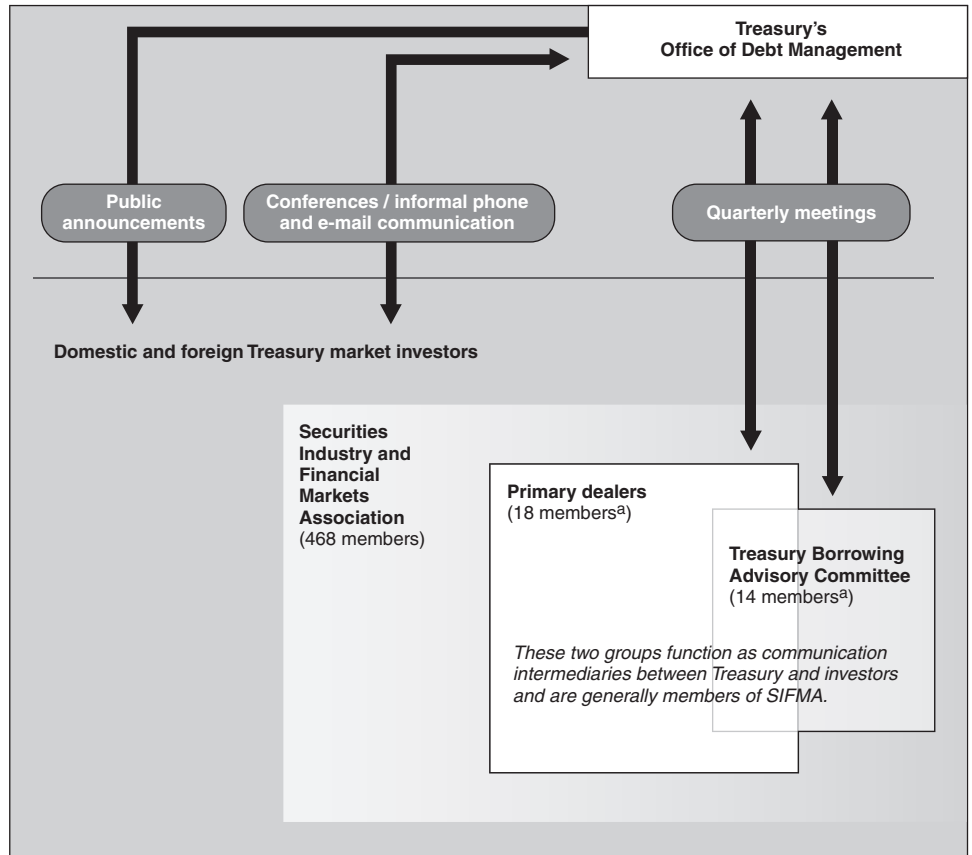 Treasury's
Office of Debt Management
Public
announcements
Conferences / informal phone
and e-mail communication
Quarterly meetings
Domestic and foreign Treasury market investors
Securities
Industry and
Financial
Markets
Association
(468 members)
Primary dealers
(18 membersᵃ)
Treasury Borrowing
Advisory Committee
(14 membersᵃ)
These two groups function as communication
intermediaries between Treasury and investors
and are generally members of SIFMA.